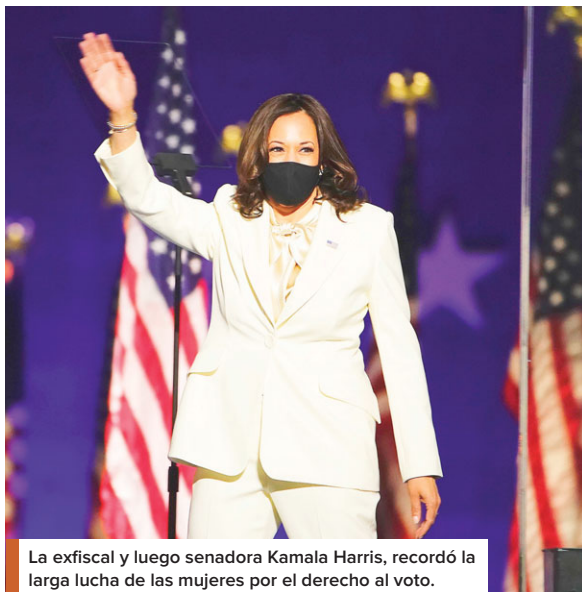 La exfiscal y luego senadora Kamala Harris, recordó la
larga lucha de las mujeres por el derecho al voto.